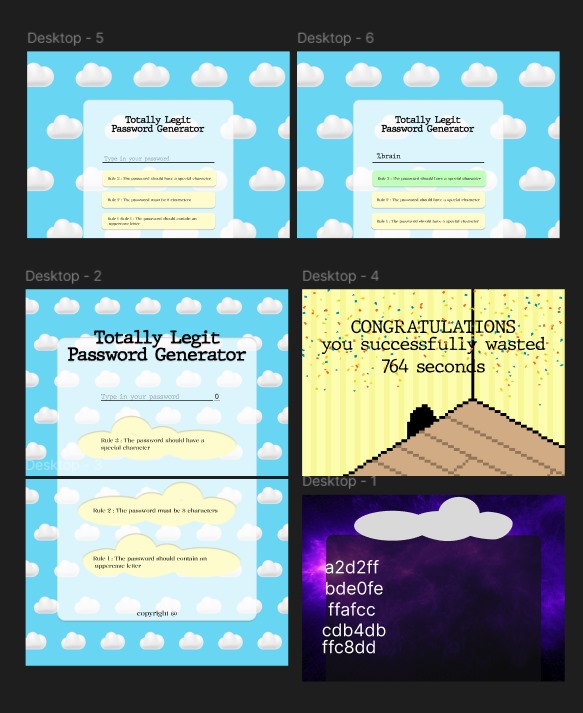 Desktop - 5
Totally Legit
Password Generator
Type in your password
Rule 3 : The password should have a special character
Rule 2 : The password must be 8 characters
Rule 1 : The password should contain an
uppercase letter
Desktop - 6
Totally Legit
Password Generator
%brain
Rule 3 : The password should have a special character
Rule 2 : The password should have a special character
Rule 1 : The password should have a special character
Desktop - 2
Totally Legit
Password Generator
Type in your password 0
Rule 3 : The password should have a
special character
Desktop - 3
Rule 2 : The password must be 8 characters
Rule 1 : The password should contain an
uppercase letter
copyright @
Desktop - 4
CONGRATULATIONS
you successfully wasted
764 seconds
Desktop - 1
a2d2ff
bde0fe
ffafcc
cdb4db
ffc8dd